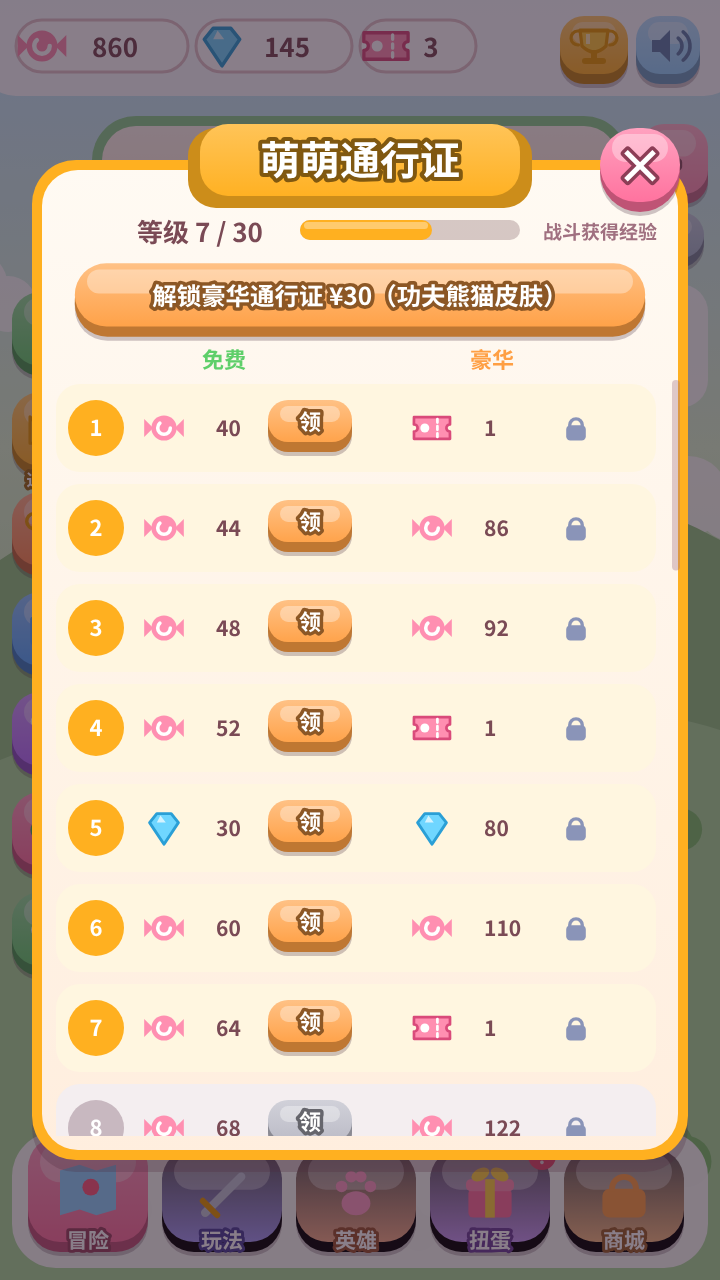 860 145 3
萌萌通行证
等级 7 / 30 战斗获得经验
解锁豪华通行证 ¥30（功夫熊猫皮肤）
免费 豪华
1 40 领 1
2 44 领 86
3 48 领 92
4 52 领 1
5 30 领 80
6 60 领 110
7 64 领 1
8 68 领 122
冒险 玩法 英雄 扭蛋 商城